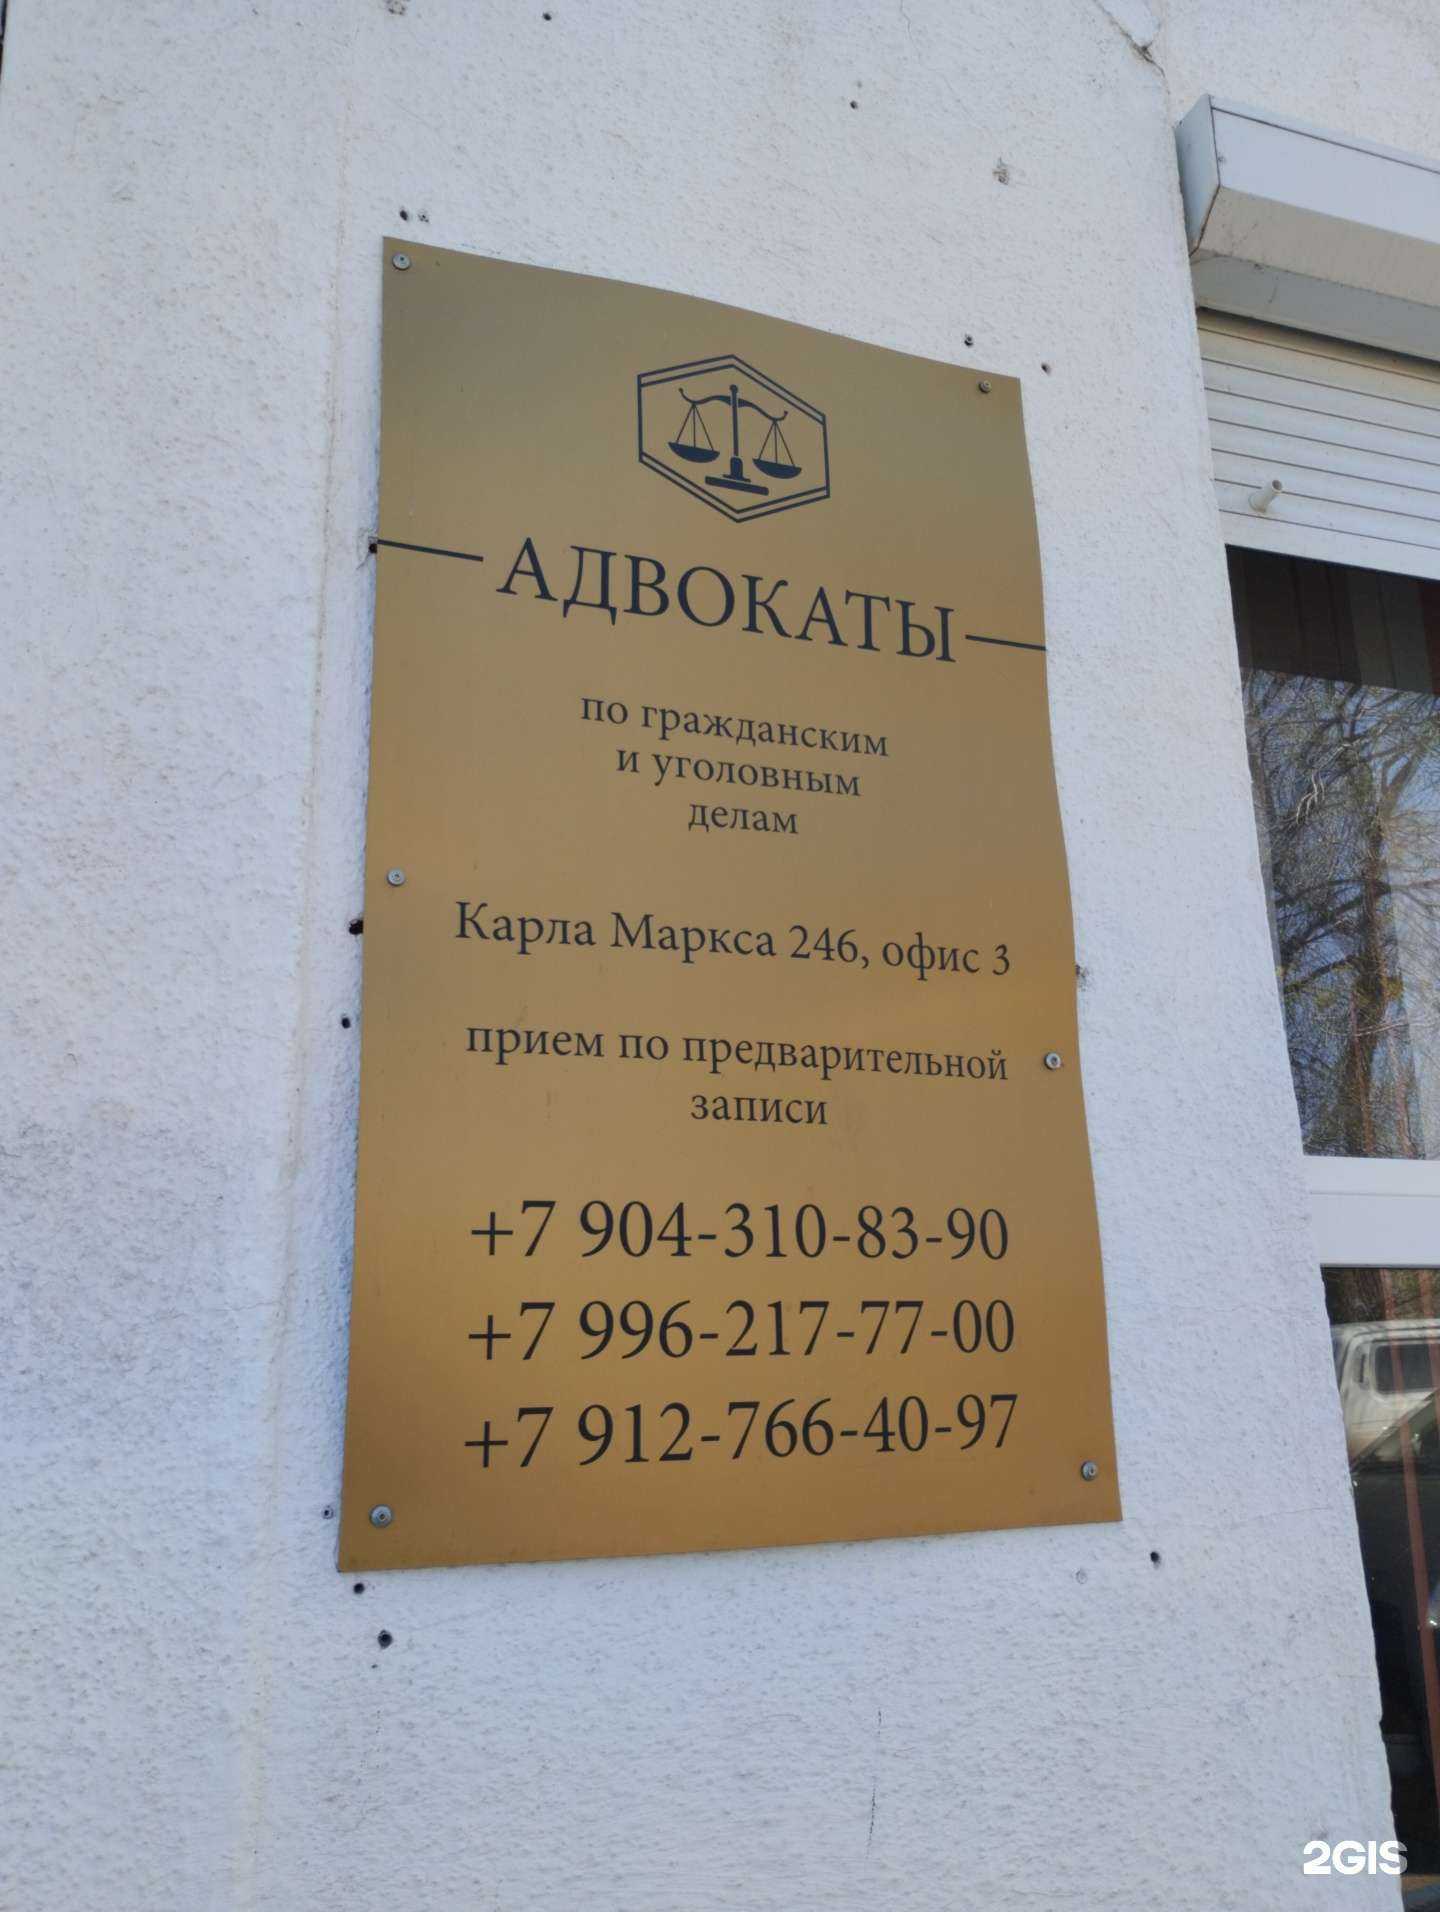 АДВОКАТЫ
по гражданским
и уголовным
делам
Карла Маркса 246, офис 3
прием по предварительной
записи
+7 904-310-83-90
+7 996-217-77-00
+7 912-766-40-97
2GIS